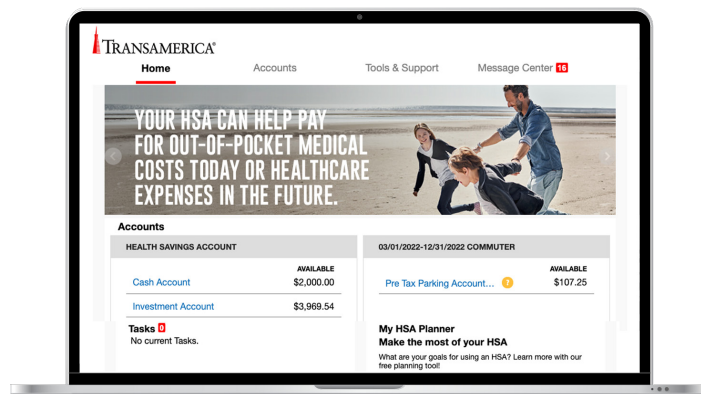 TRANSAMERICA®
Home Accounts Tools & Support Message Center 16
YOUR HSA CAN HELP PAY
FOR OUT-OF-POCKET MEDICAL
COSTS TODAY OR HEALTHCARE
EXPENSES IN THE FUTURE.
Accounts
HEALTH SAVINGS ACCOUNT
AVAILABLE
Cash Account $2,000.00
Investment Account $3,969.54
03/01/2022-12/31/2022 COMMUTER
AVAILABLE
Pre Tax Parking Account... ? $107.25
Tasks 0
No current Tasks.
My HSA Planner
Make the most of your HSA
What are your goals for using an HSA? Learn more with our
free planning tool!